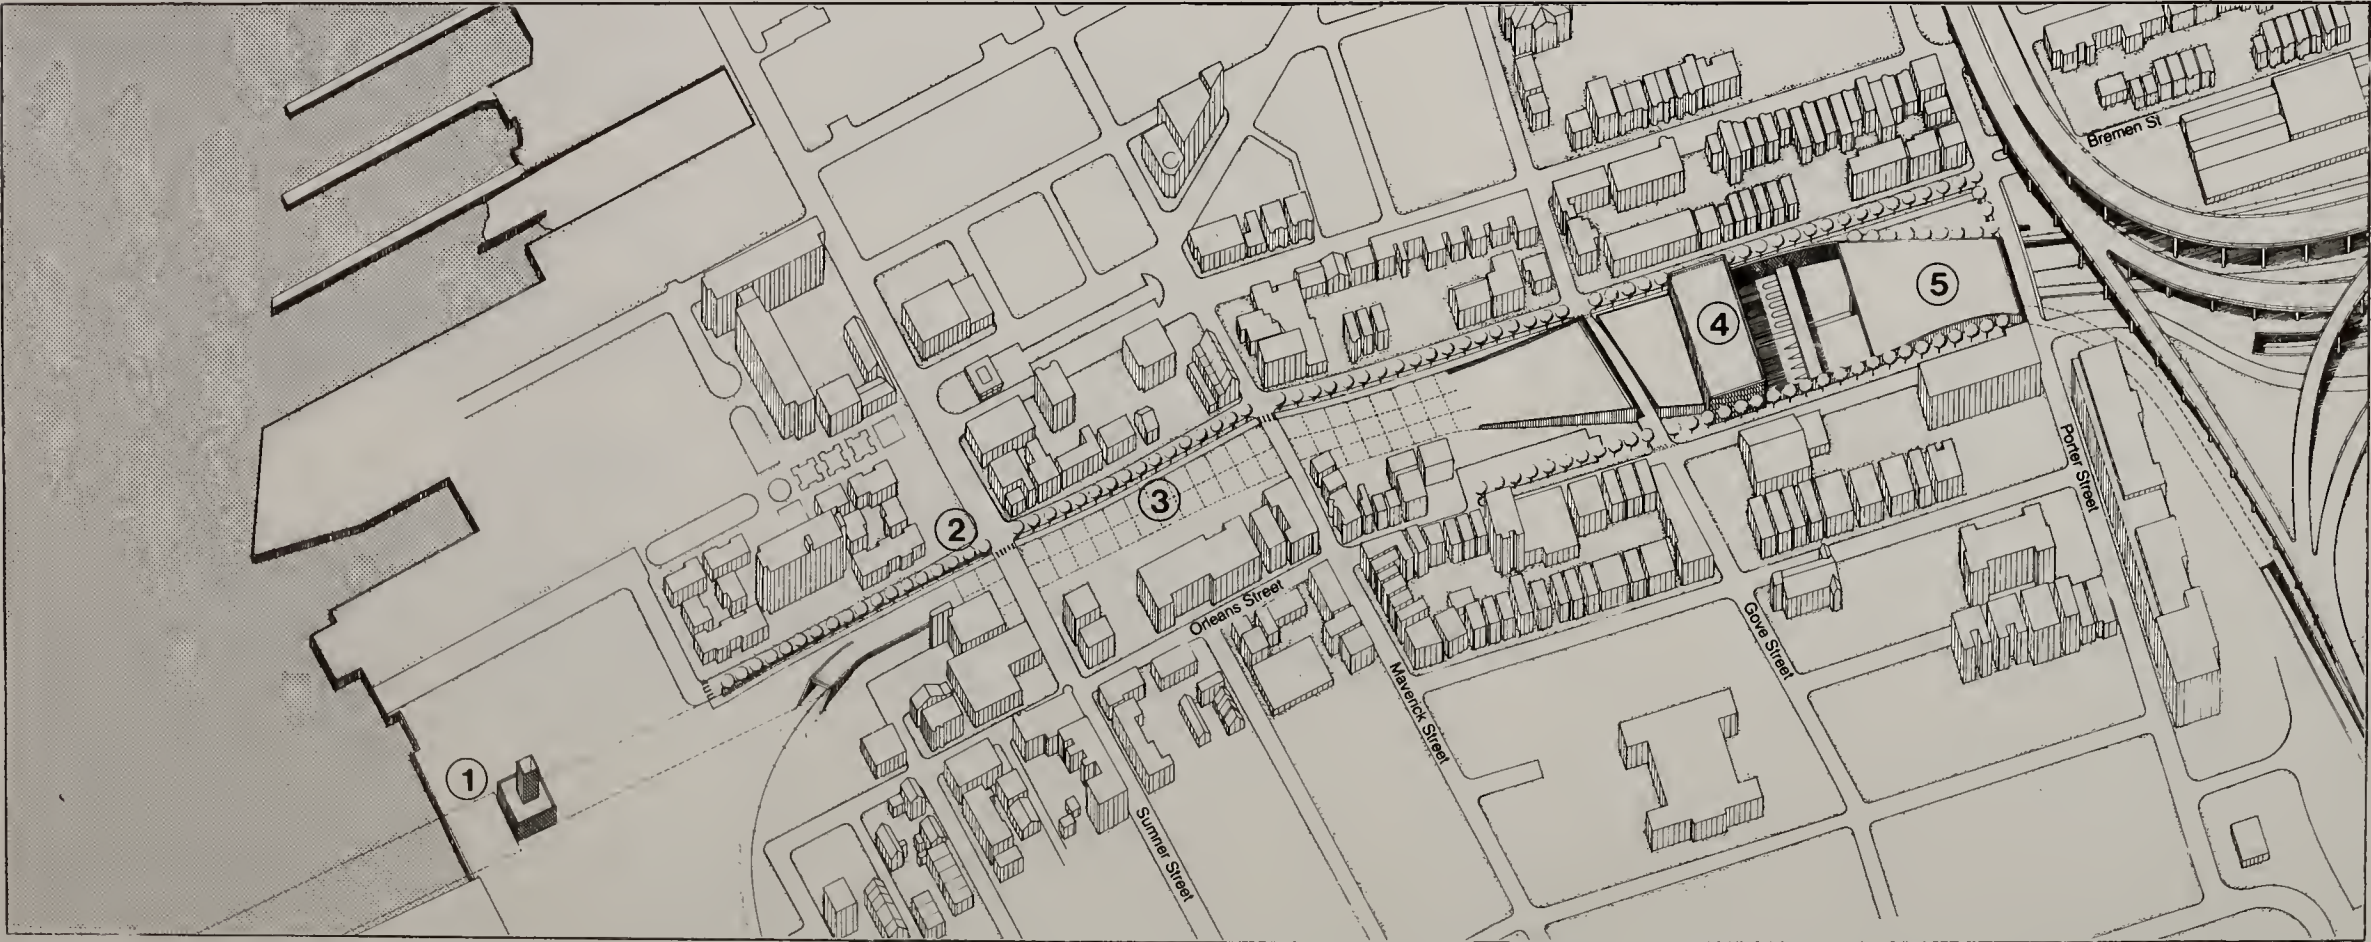 Bremen St
5
4
Porter Street
3
2
Orleans Street
Gove Street
Maverick Street
1
Sumner Street